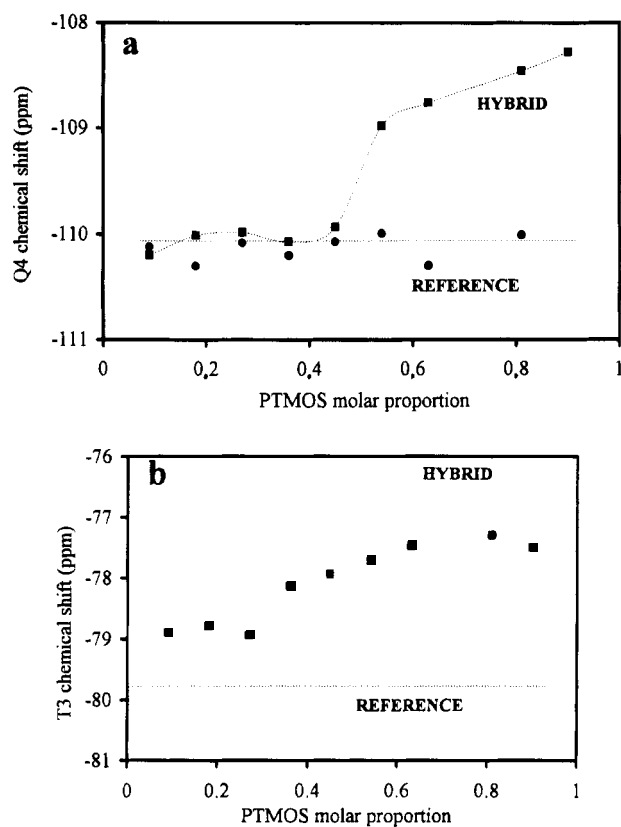 a
-108
-109
-110
-111
Q4 chemical shift (ppm)
HYBRID
REFERENCE
0 0,2 0,4 0,6 0,8 1
PTMOS molar proportion
b
-76
-77
-78
-79
-80
-81
T3 chemical shift (ppm)
HYBRID
REFERENCE
0 0.2 0.4 0.6 0.8 1
PTMOS molar proportion